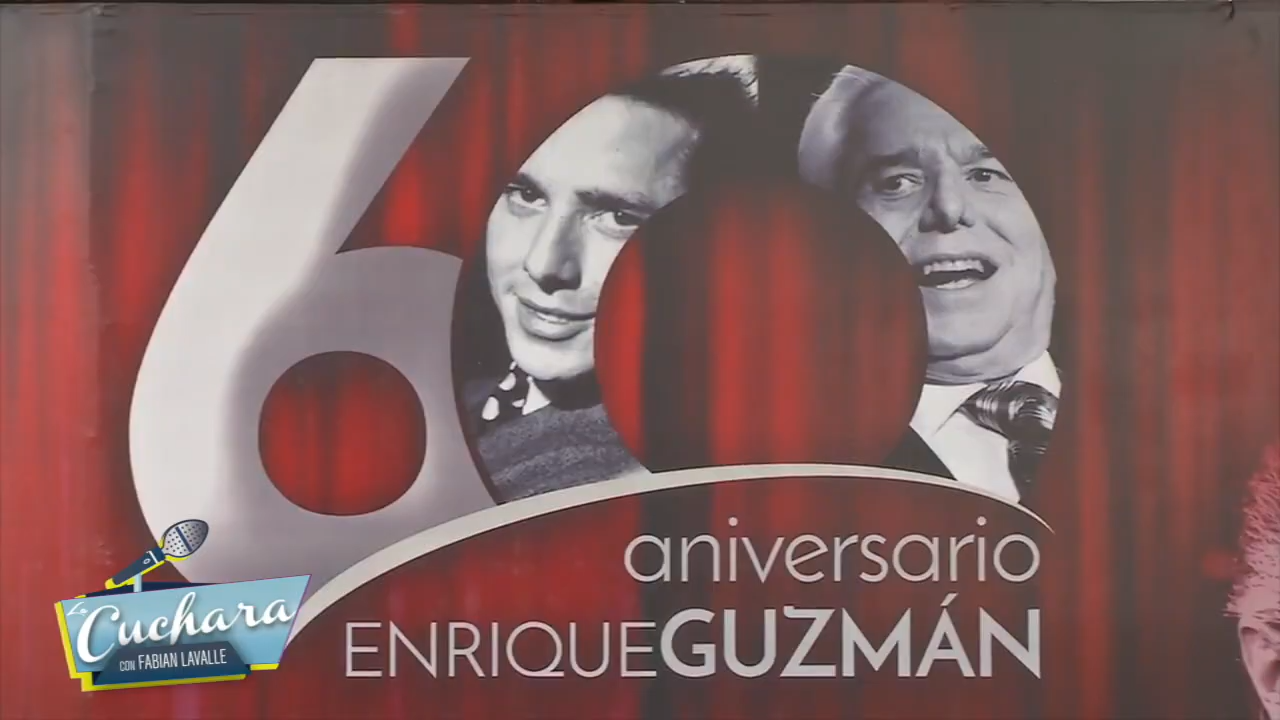 60
aniversario
ENRIQUEGUZMÁN
La
Cuchara
CON FABIAN LAVALLE